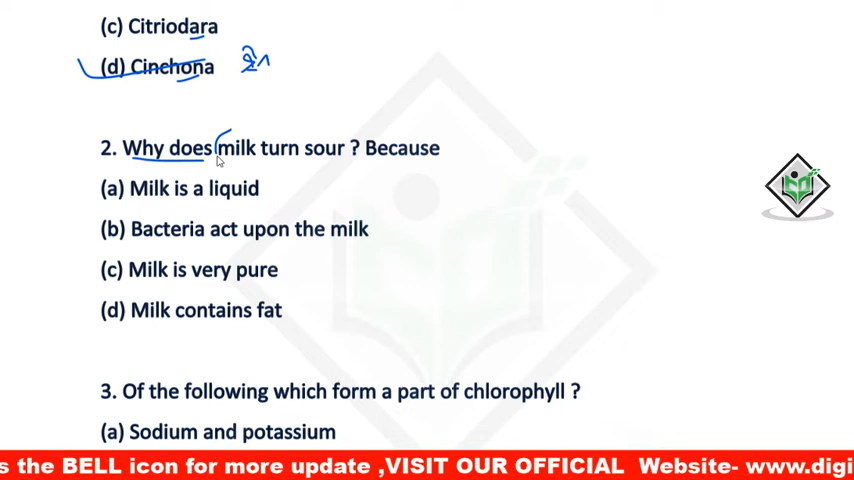 (c) Citriodara
(d) Cinchona
2. Why does milk turn sour ? Because
(a) Milk is a liquid
(b) Bacteria act upon the milk
(c) Milk is very pure
(d) Milk contains fat
3. Of the following which form a part of chlorophyll ?
(a) Sodium and potassium
s the BELL icon for more update ,VISIT OUR OFFICIAL Website- www.digi